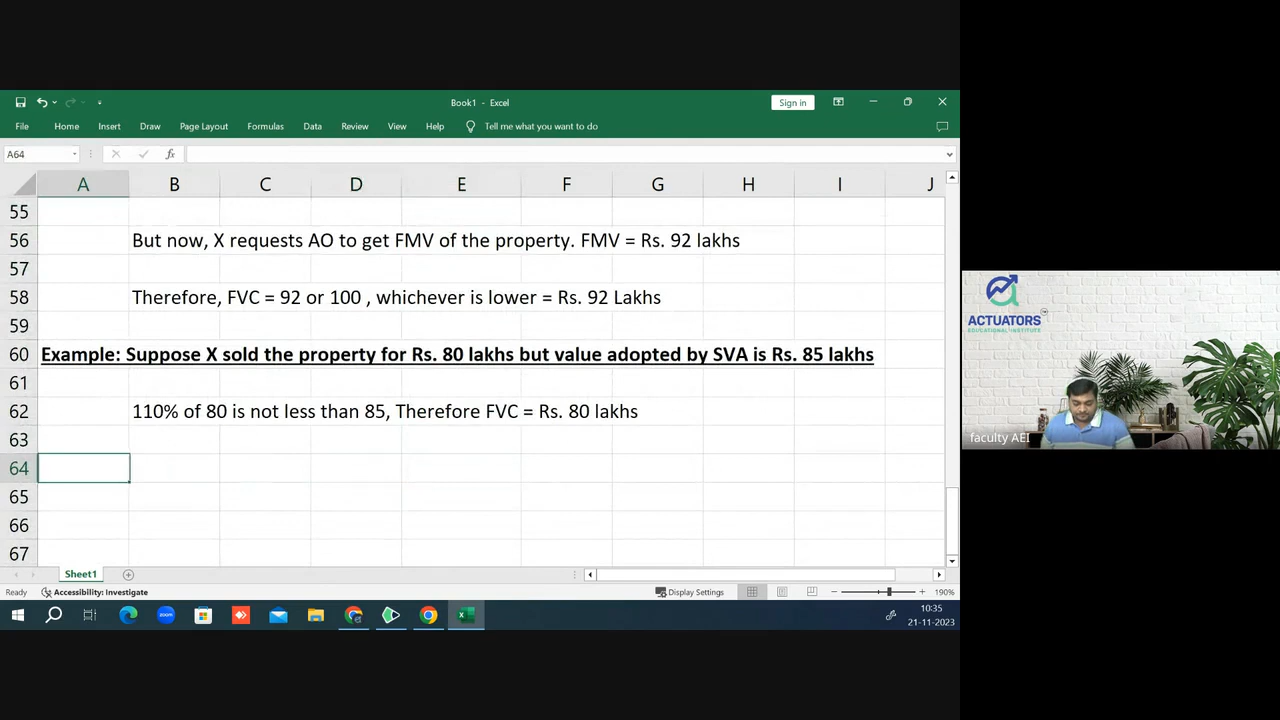 Book1 - Excel
Sign in
File Home Insert Draw Page Layout Formulas Data Review View Help Tell me what you want to do
A64 fx
A B C D E F G H I J
55
56 But now, X requests AO to get FMV of the property. FMV = Rs. 92 lakhs
57
58 Therefore, FVC = 92 or 100 , whichever is lower = Rs. 92 Lakhs
59
60 Example: Suppose X sold the property for Rs. 80 lakhs but value adopted by SVA is Rs. 85 lakhs
61
62 110% of 80 is not less than 85, Therefore FVC = Rs. 80 lakhs
63
64
65
66
67
Sheet1
Ready Accessibility: Investigate Display Settings 190%
zoom
10:35
21-11-2023
ACTUATORS
EDUCATIONAL INSTITUTE
faculty AEI